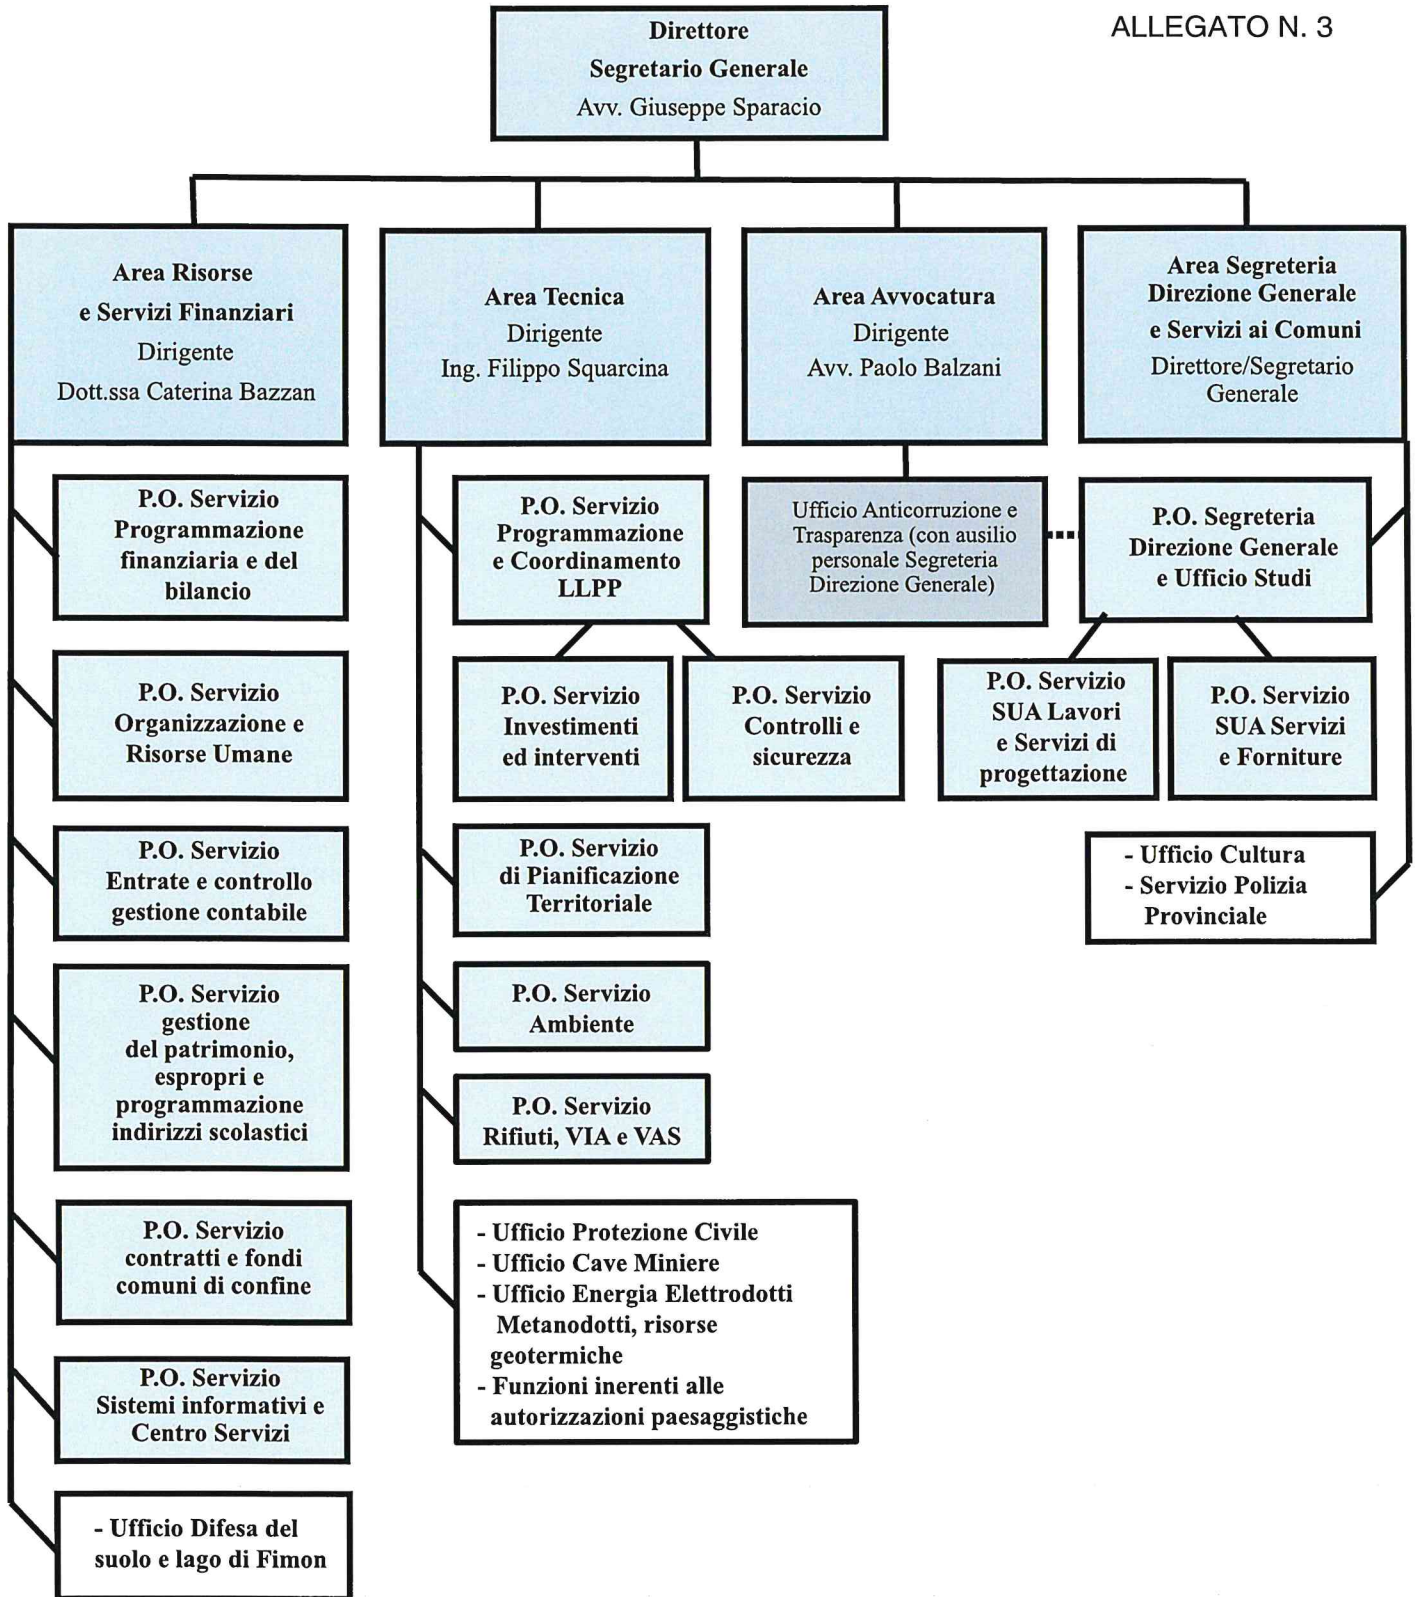 ALLEGATO N. 3
Direttore
Segretario Generale
Avv. Giuseppe Sparacio
Area Risorse
e Servizi Finanziari
Dirigente
Dott.ssa Caterina Bazzan
Area Tecnica
Dirigente
Ing. Filippo Squarcina
Area Avvocatura
Dirigente
Avv. Paolo Balzani
Area Segreteria
Direzione Generale
e Servizi ai Comuni
Direttore/Segretario
Generale
P.O. Servizio
Programmazione
finanziaria e del
bilancio
P.O. Servizio
Organizzazione e
Risorse Umane
P.O. Servizio
Entrate e controllo
gestione contabile
P.O. Servizio
gestione
del patrimonio,
espropri e
programmazione
indirizzi scolastici
P.O. Servizio
contratti e fondi
comuni di confine
P.O. Servizio
Sistemi informativi e
Centro Servizi
- Ufficio Difesa del
suolo e lago di Fimon
P.O. Servizio
Programmazione
e Coordinamento
LLPP
P.O. Servizio
Investimenti
ed interventi
P.O. Servizio
Controlli e
sicurezza
P.O. Servizio
di Pianificazione
Territoriale
P.O. Servizio
Ambiente
P.O. Servizio
Rifiuti, VIA e VAS
- Ufficio Protezione Civile
- Ufficio Cave Miniere
- Ufficio Energia Elettrodotti
Metanodotti, risorse
geotermiche
- Funzioni inerenti alle
autorizzazioni paesaggistiche
Ufficio Anticorruzione e
Trasparenza (con ausilio
personale Segreteria
Direzione Generale)
P.O. Segreteria
Direzione Generale
e Ufficio Studi
P.O. Servizio
SUA Lavori
e Servizi di
progettazione
P.O. Servizio
SUA Servizi
e Forniture
- Ufficio Cultura
- Servizio Polizia
Provinciale